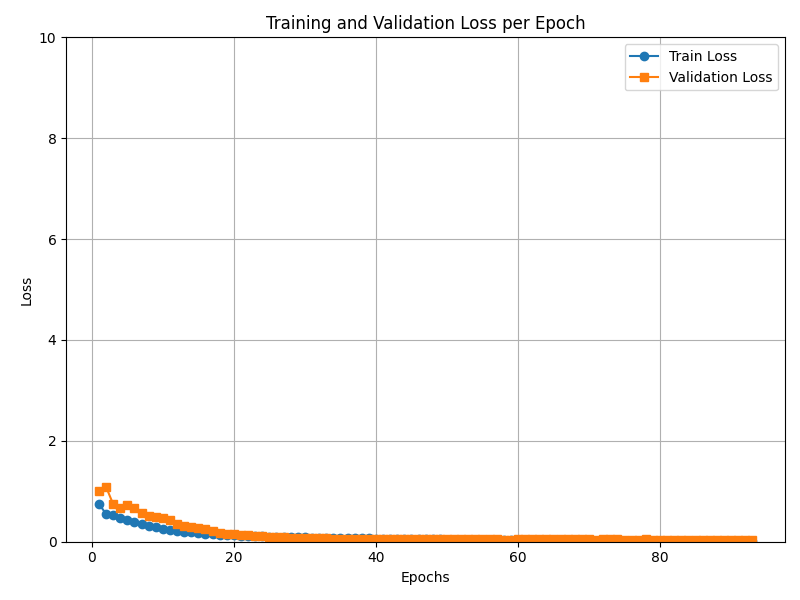 Training and Validation Loss per Epoch
Train Loss
Validation Loss
10
8
6
4
2
0
Loss
0 20 40 60 80
Epochs